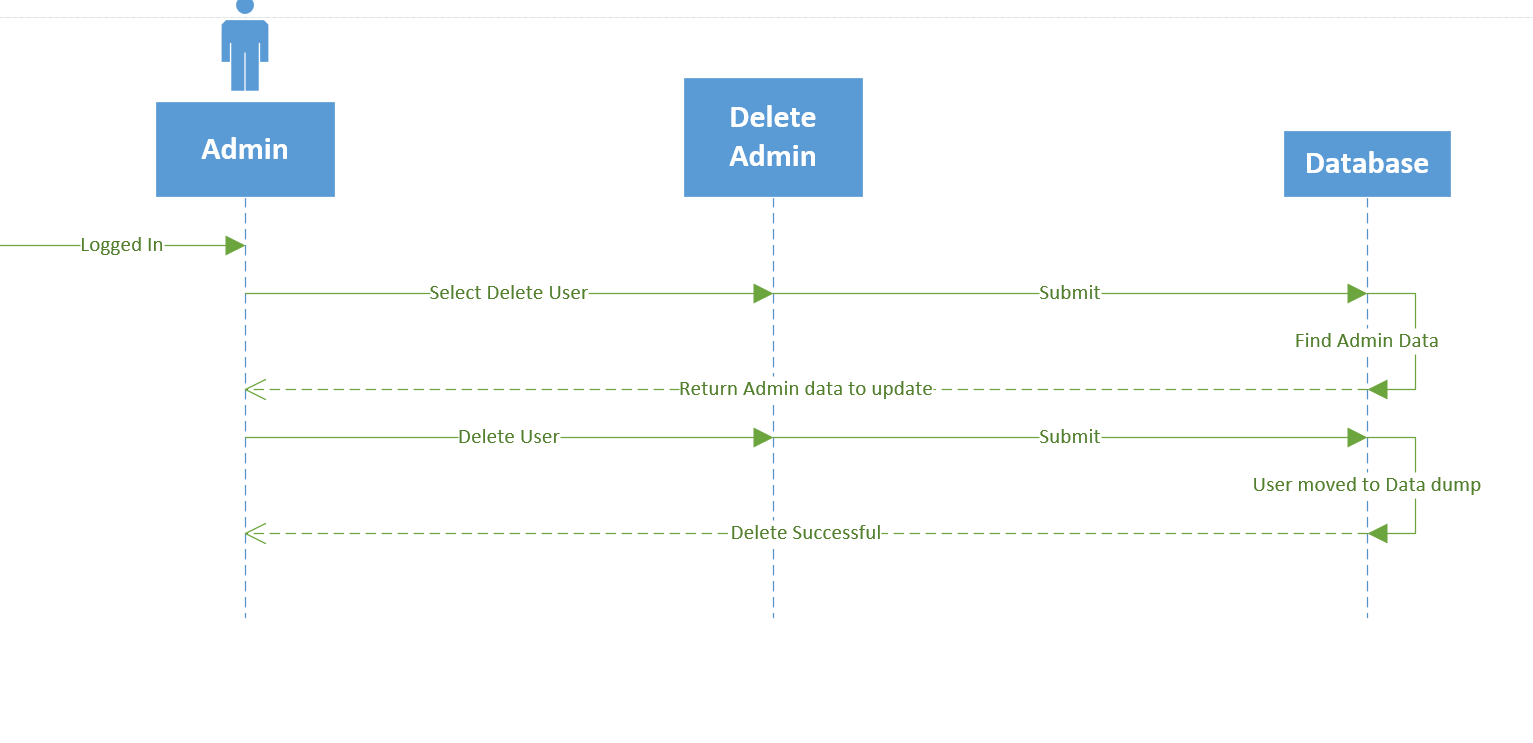 Admin
Delete
Admin
Database
Logged In
Select Delete User
Submit
Find Admin Data
Return Admin data to update
Delete User
Submit
User moved to Data dump
Delete Successful